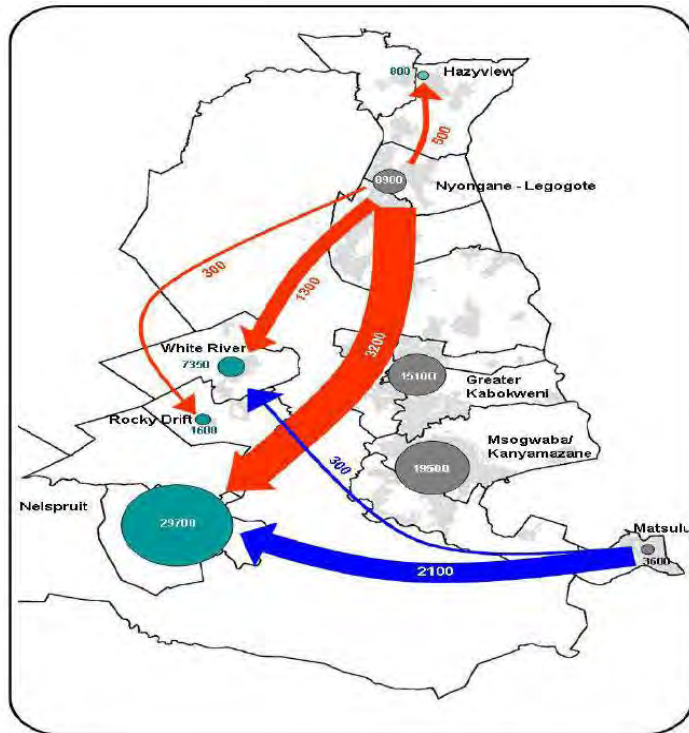 800
Hazyview
500
8900
Nyongane - Legogote
300
1300
3200
White River
7350
15100
Greater
Kabokweni
Rocky Drift
1600
Msogwaba/
Kanyamazane
300
19500
Nelspruit
29700
Matsulu
3600
2100